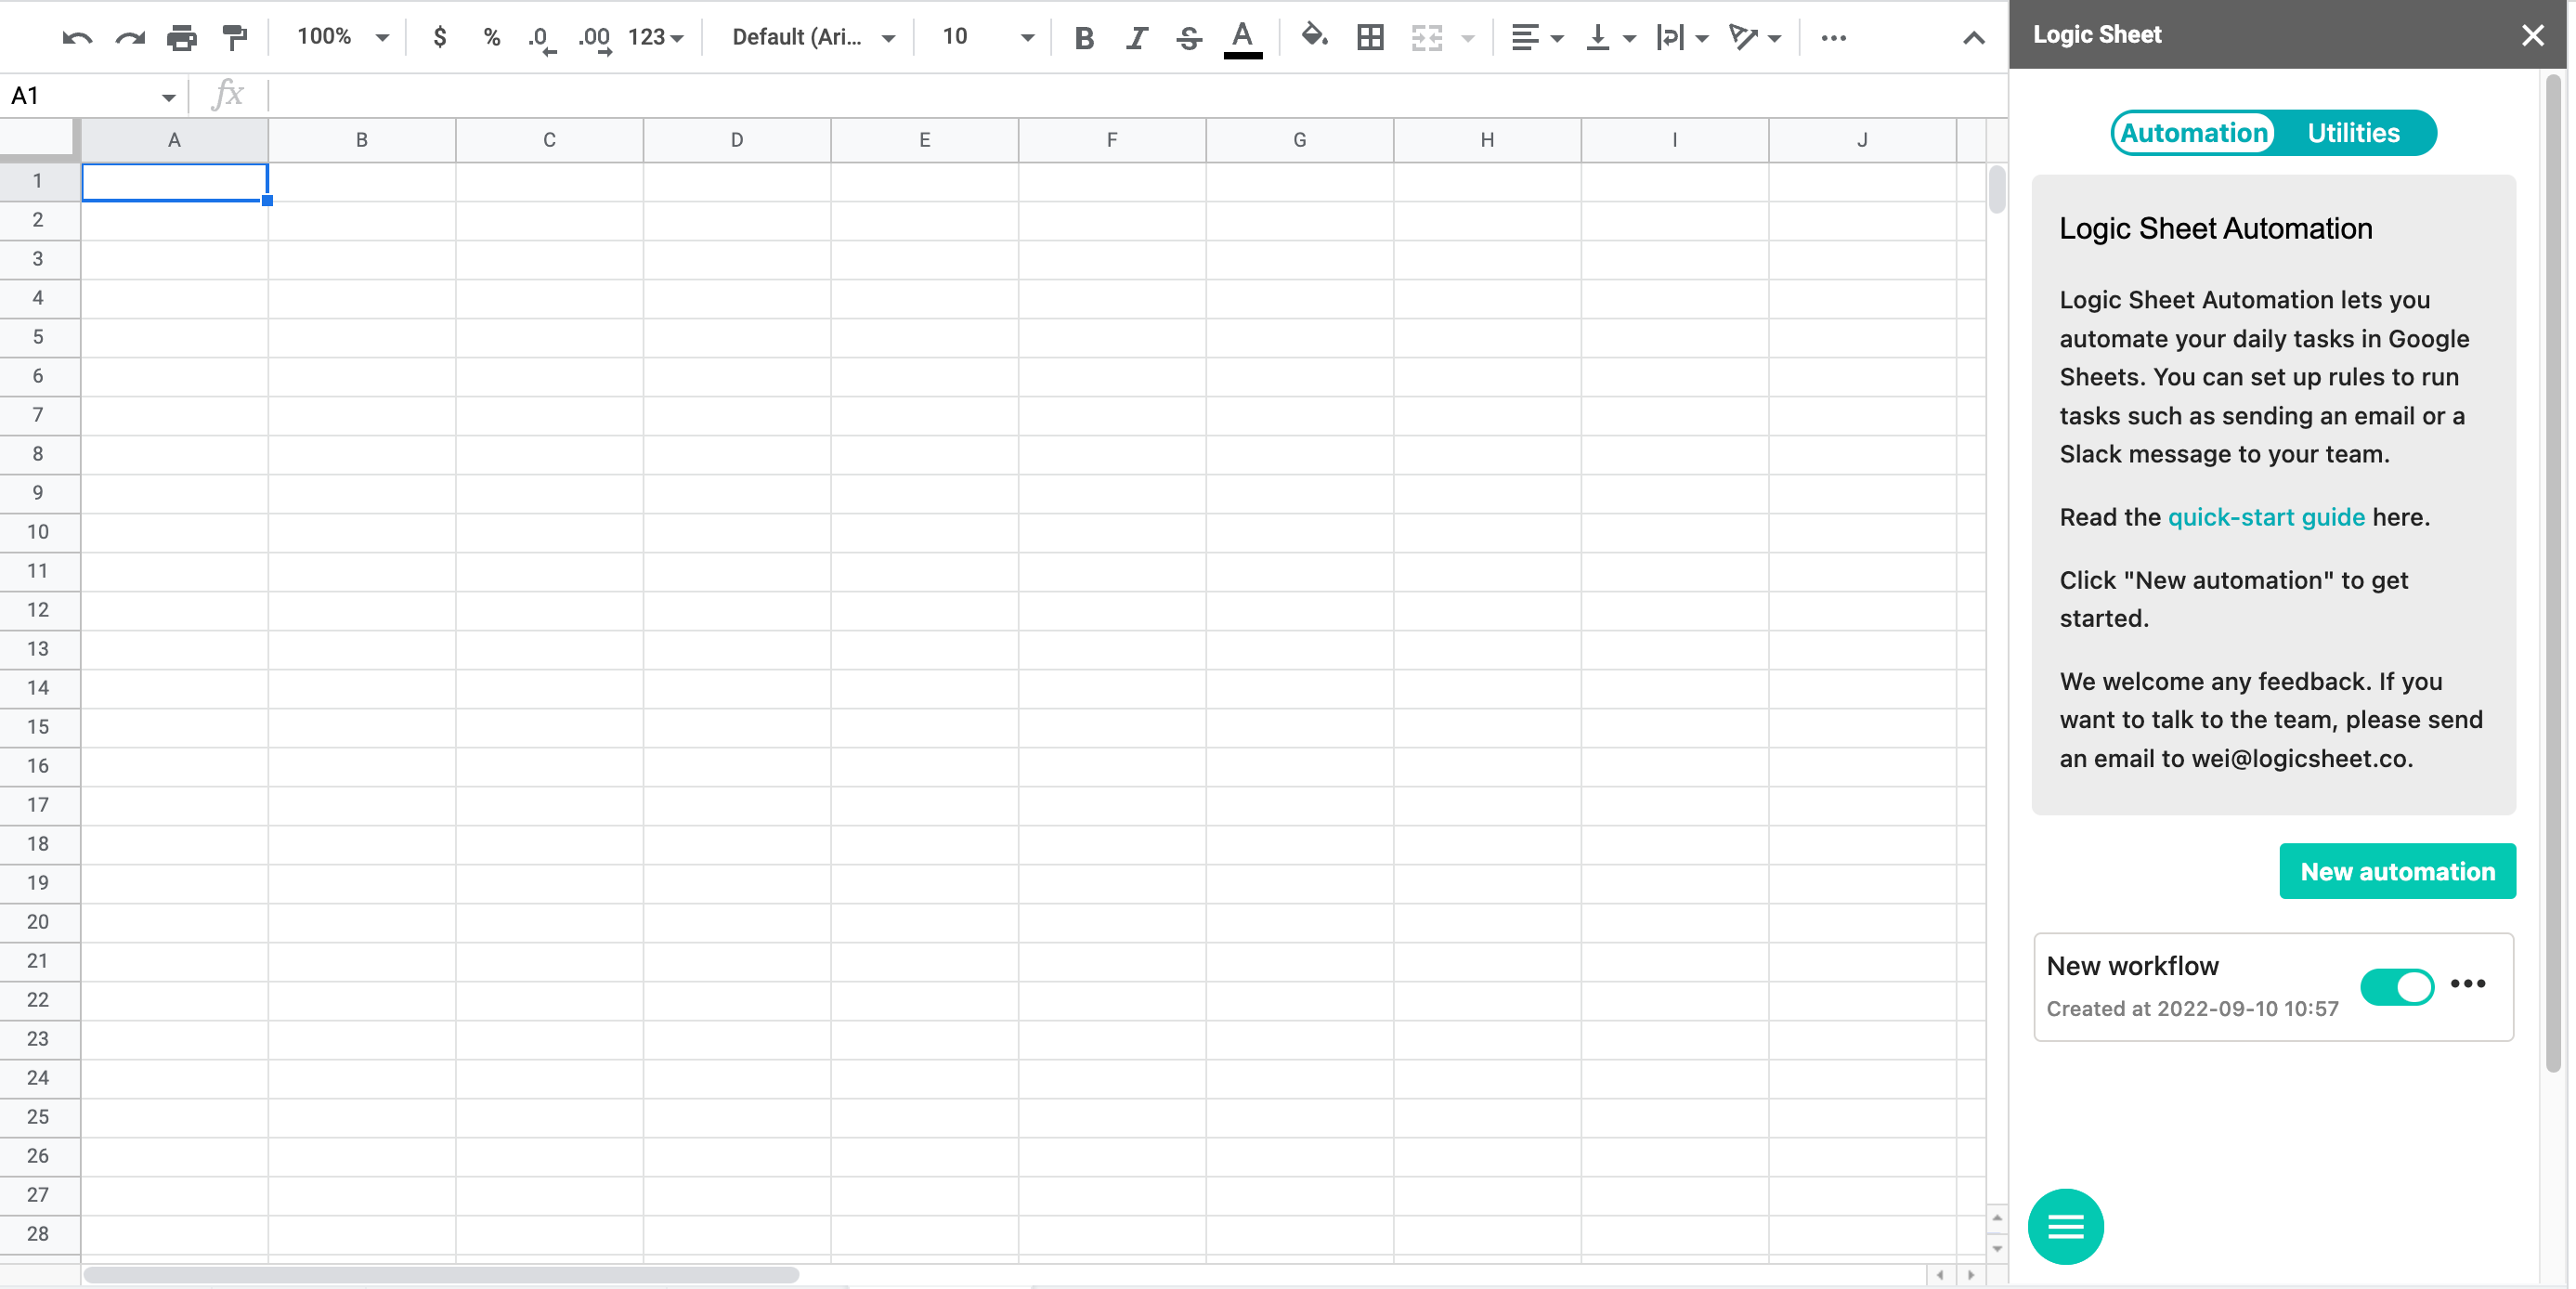 100% $ % .0 .00 123 Default (Ari... 10 B I S A
Logic Sheet
A1 fx
A B C D E F G H I J
1
2
3
4
5
6
7
8
9
10
11
12
13
14
15
16
17
18
19
20
21
22
23
24
25
26
27
28
Automation Utilities
Logic Sheet Automation
Logic Sheet Automation lets you
automate your daily tasks in Google
Sheets. You can set up rules to run
tasks such as sending an email or a
Slack message to your team.
Read the quick-start guide here.
Click "New automation" to get
started.
We welcome any feedback. If you
want to talk to the team, please send
an email to wei@logicsheet.co.
New automation
New workflow
Created at 2022-09-10 10:57